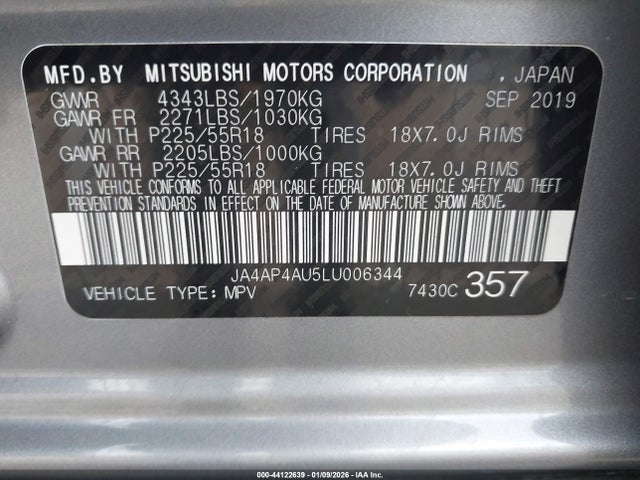 MFD.BY MITSUBISHI MOTORS CORPORATION , JAPAN
GVWR 4343LBS/1970KG SEP 2019
GAWR FR 2271LBS/1030KG
WITH P225/55R18 TIRES 18X7.0J RIMS
GAWR RR 2205LBS/1000KG
WITH P225/55R18 TIRES 18X7.0J RIMS
THIS VEHICLE CONFORMS TO ALL APPLICABLE FEDERAL MOTOR VEHICLE SAFETY AND THEFT
PREVENTION STANDARDS IN EFFECT ON THE DATE OF MANUFACTURE SHOWN ABOVE.
JA4AP4AU5LU006344
VEHICLE TYPE:MPV 7430C 357
000-44122639 - 01/09/2026 - IAA Inc.